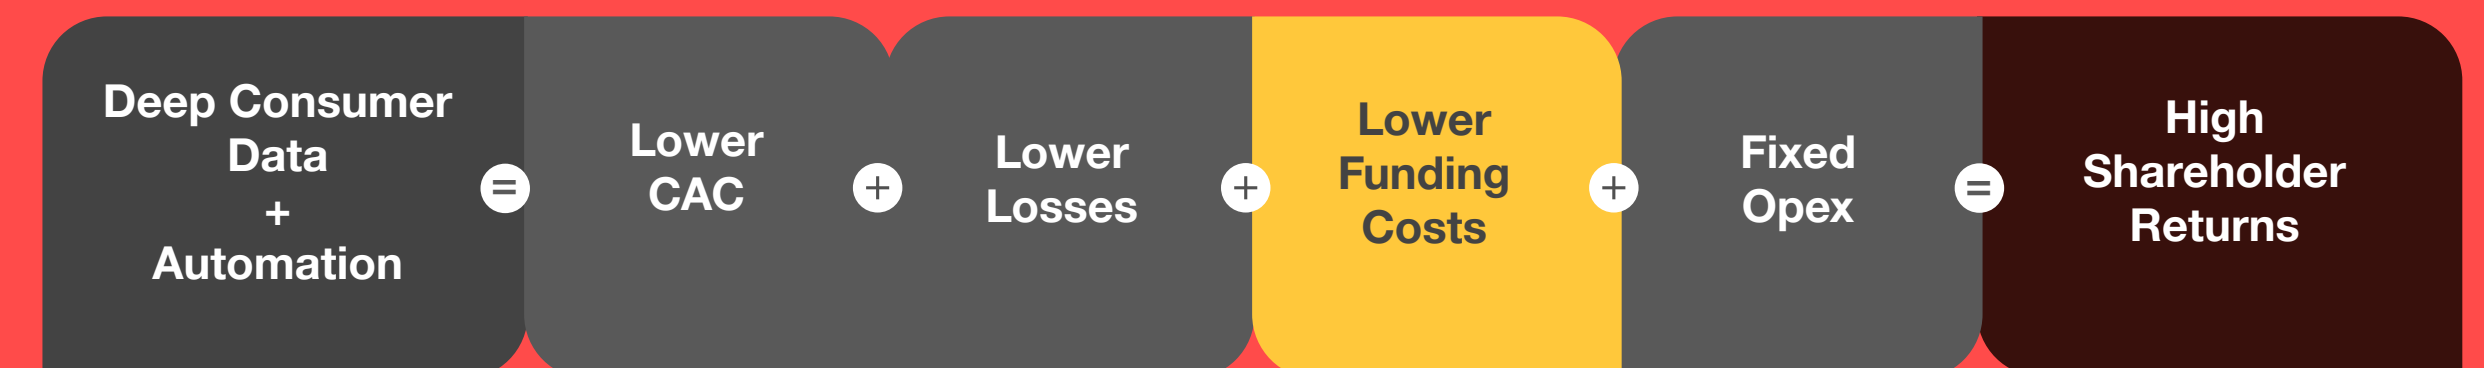 Deep Consumer
Data
+
Automation
=
Lower
CAC
+
Lower
Losses
+
Lower
Funding
Costs
+
Fixed
Opex
=
High
Shareholder
Returns